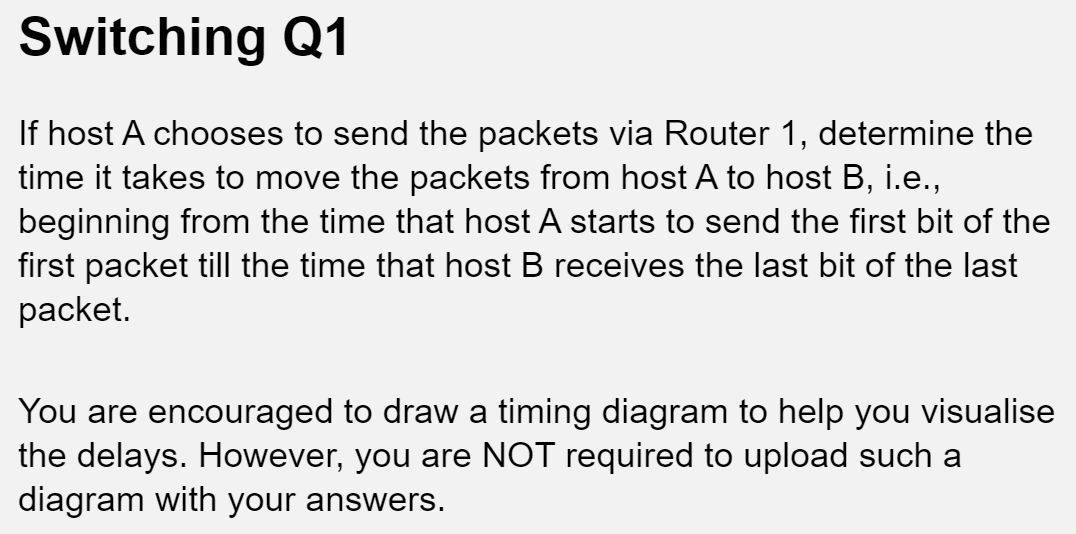 Switching Q1
If host A chooses to send the packets via Router 1, determine the
time it takes to move the packets from host A to host B, i.e.,
beginning from the time that host A starts to send the first bit of the
first packet till the time that host B receives the last bit of the last
packet.
You are encouraged to draw a timing diagram to help you visualise
the delays. However, you are NOT required to upload such a
diagram with your answers.